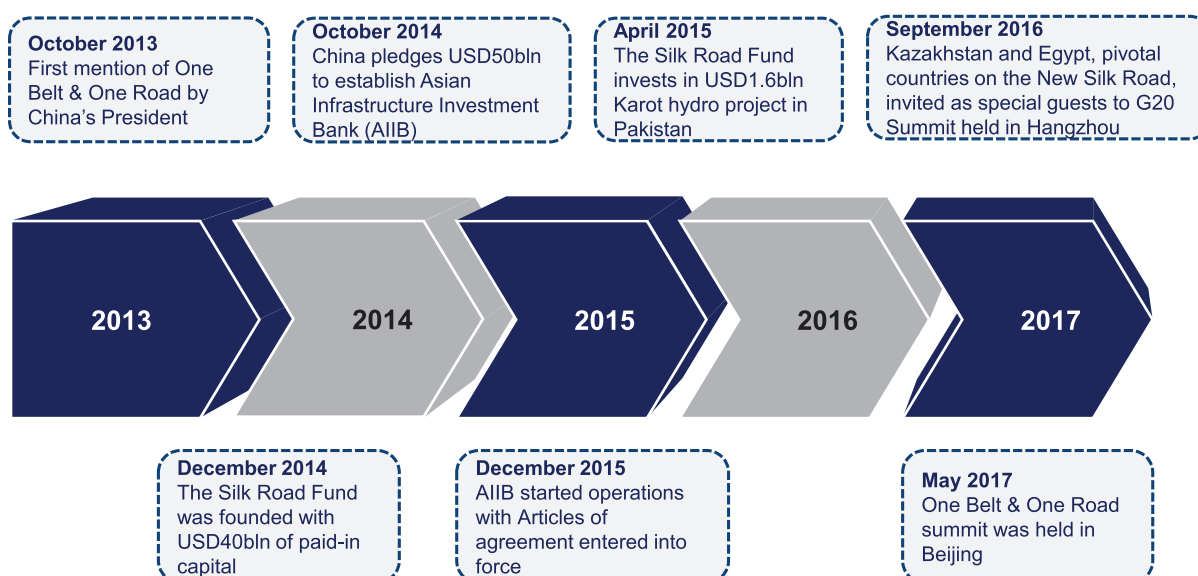 October 2013
First mention of One
Belt & One Road by
China's President
October 2014
China pledges USD50bln
to establish Asian
Infrastructure Investment
Bank (AIIB)
April 2015
The Silk Road Fund
invests in USD1.6bln
Karot hydro project in
Pakistan
September 2016
Kazakhstan and Egypt, pivotal
countries on the New Silk Road,
invited as special guests to G20
Summit held in Hangzhou
2013
2014
2015
2016
2017
December 2014
The Silk Road Fund
was founded with
USD40bln of paid-in
capital
December 2015
AIIB started operations
with Articles of
agreement entered into
force
May 2017
One Belt & One Road
summit was held in
Beijing